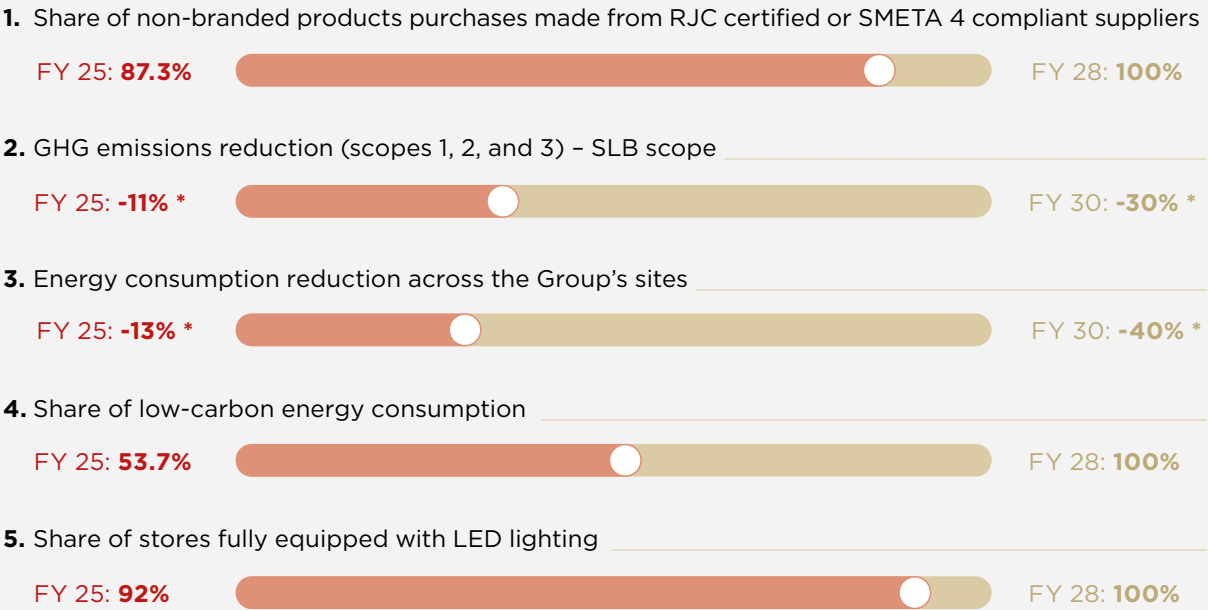 1. Share of non-branded products purchases made from RJC certified or SMETA 4 compliant suppliers
FY 25: 87.3% FY 28: 100%
2. GHG emissions reduction (scopes 1, 2, and 3) – SLB scope
FY 25: -11% * FY 30: -30% *
3. Energy consumption reduction across the Group's sites
FY 25: -13% * FY 30: -40% *
4. Share of low-carbon energy consumption
FY 25: 53.7% FY 28: 100%
5. Share of stores fully equipped with LED lighting
FY 25: 92% FY 28: 100%